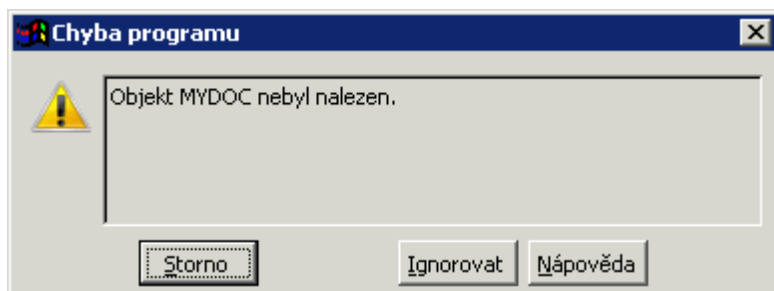 Chyba programu
Objekt MYDOC nebyl nalezen.
Storno Ignorovat Nápověda